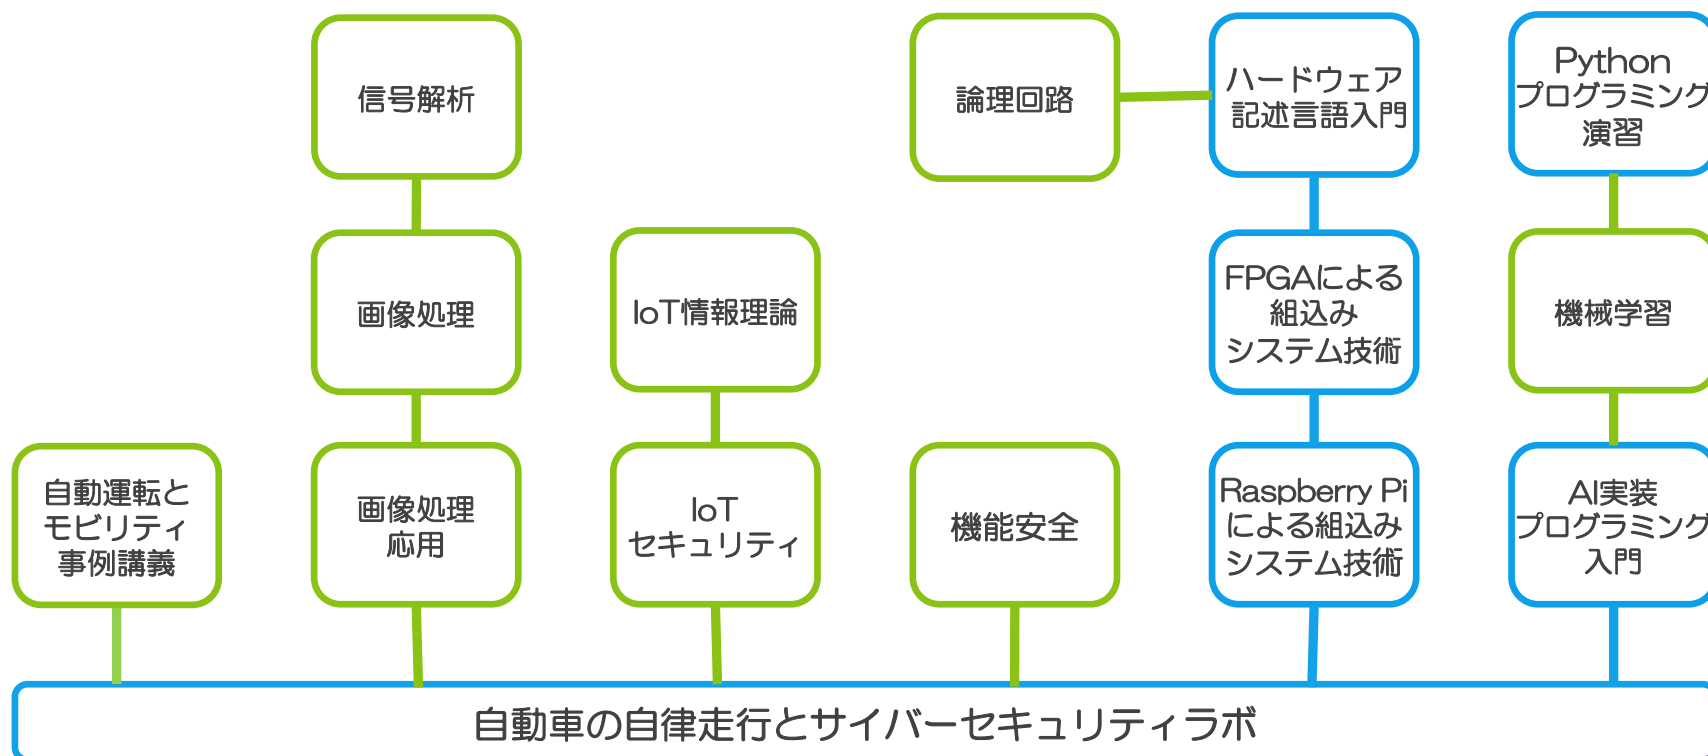 信号解析
論理回路
ハードウェア
記述言語入門
Python
プログラミング
演習
画像処理
IoT情報理論
FPGAによる
組込み
システム技術
機械学習
自動運転と
モビリティ
事例講義
画像処理
応用
IoT
セキュリティ
機能安全
Raspberry Pi
による組込み
システム技術
AI実装
プログラミング
入門
自動車の自律走行とサイバーセキュリティラボ